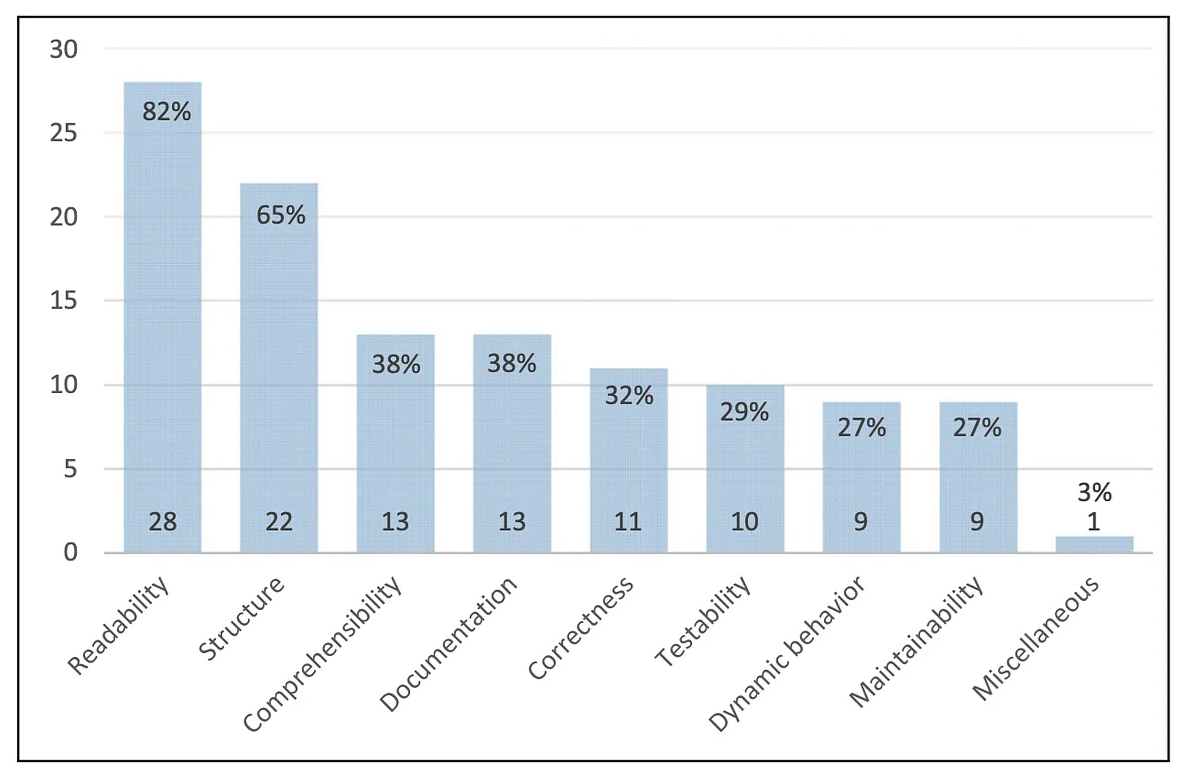 30
25
20
15
10
5
0
82%
65%
38%
38%
32%
29%
27%
27%
3%
28
22
13
13
11
10
9
9
1
Readability
Structure
Comprehensibility
Documentation
Correctness
Testability
Dynamic behavior
Maintainability
Miscellaneous